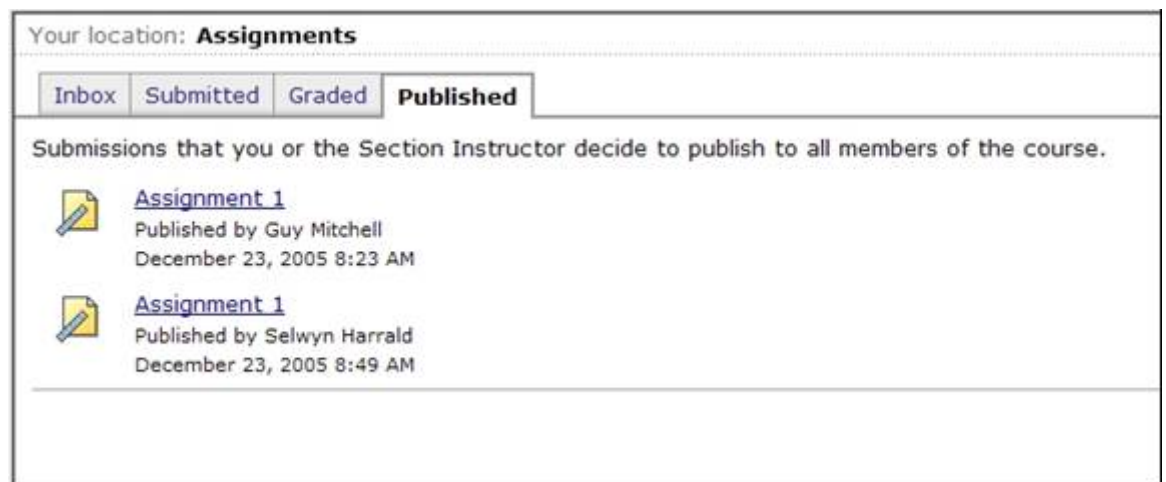 Your location: Assignments
Inbox Submitted Graded Published
Submissions that you or the Section Instructor decide to publish to all members of the course.
Assignment 1
Published by Guy Mitchell
December 23, 2005 8:23 AM
Assignment 1
Published by Selwyn Harrald
December 23, 2005 8:49 AM